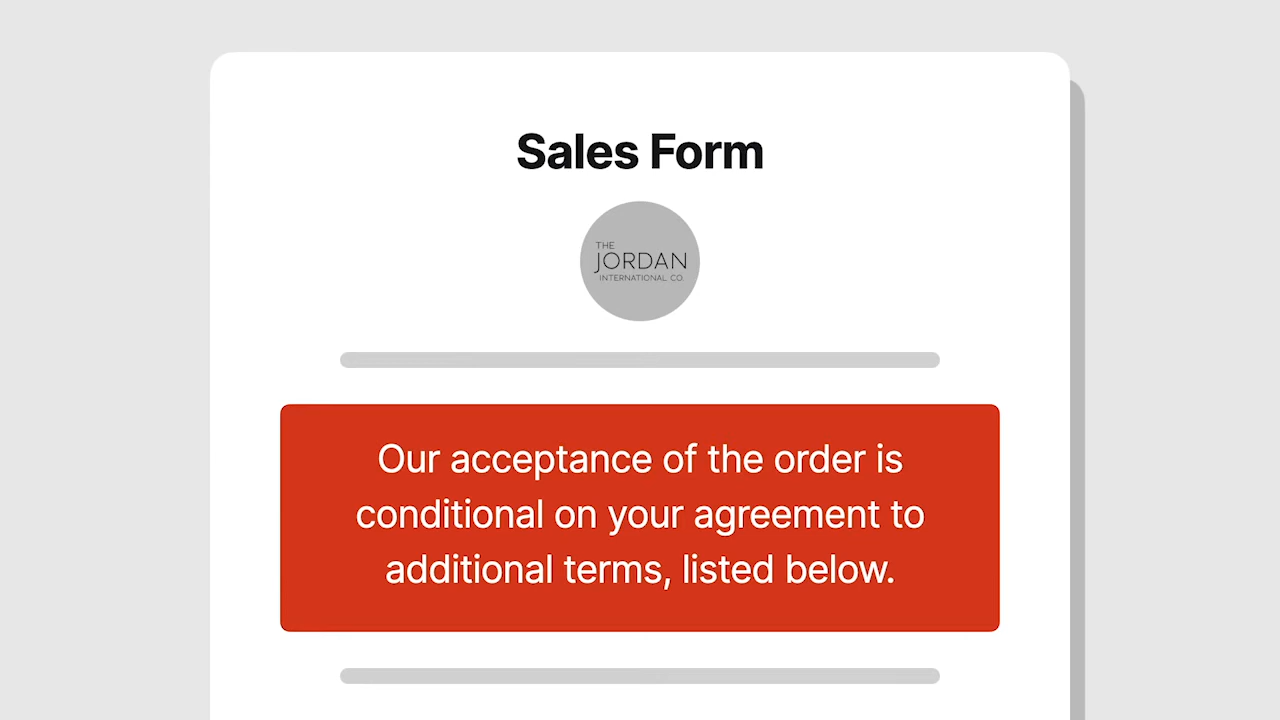 Sales Form
THE
JORDAN
INTERNATIONAL CO.
Our acceptance of the order is
conditional on your agreement to
additional terms, listed below.